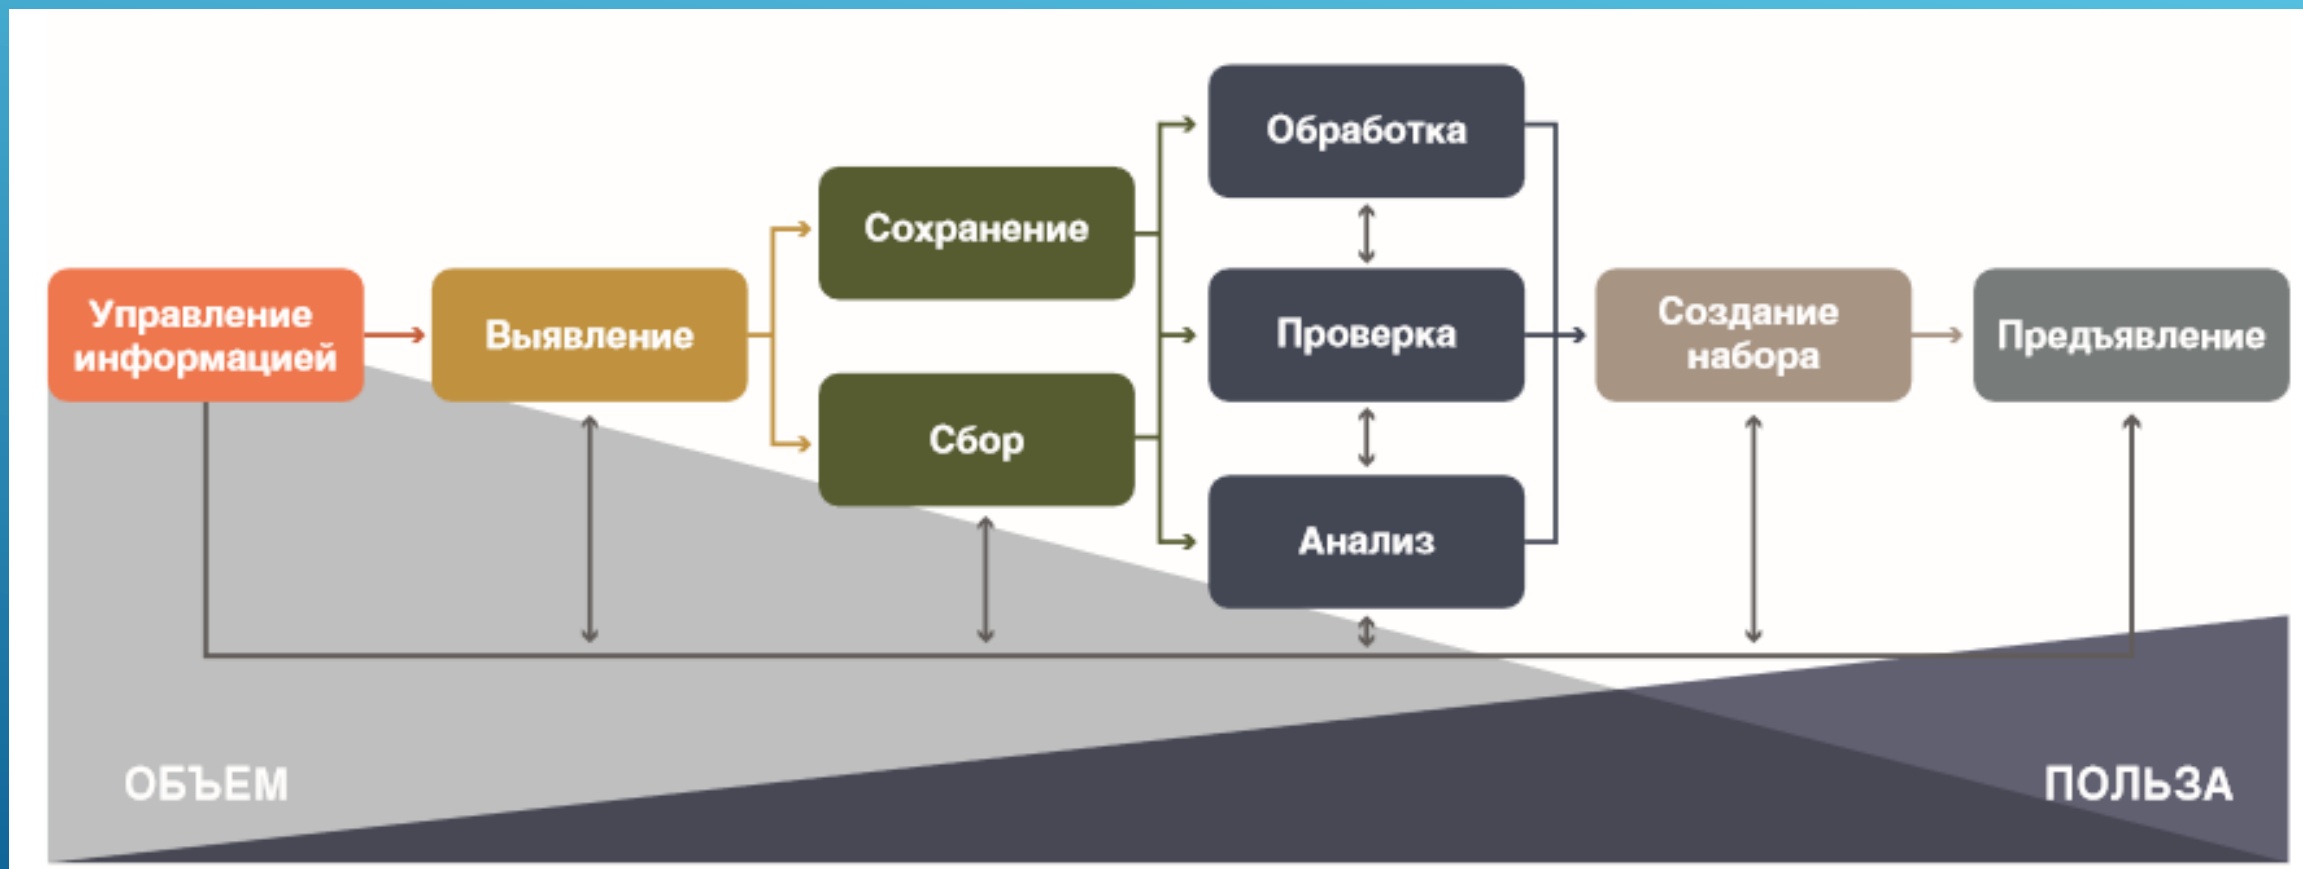 Управление
информацией
Выявление
Сохранение
Сбор
Обработка
Проверка
Анализ
Создание
набора
Предъявление
ОБЪЕМ
ПОЛЬЗА